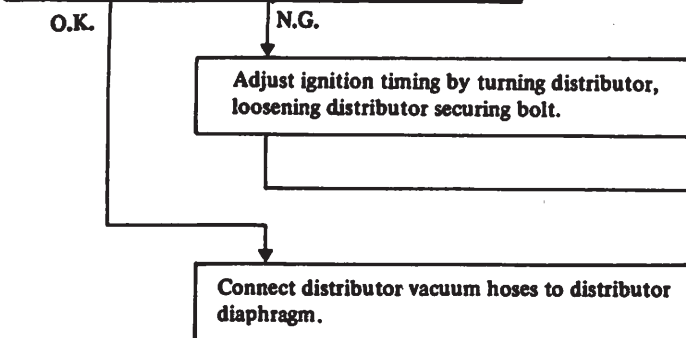 O.K.
N.G.
Adjust ignition timing by turning distributor,
loosening distributor securing bolt.
Connect distributor vacuum hoses to distributor
diaphragm.